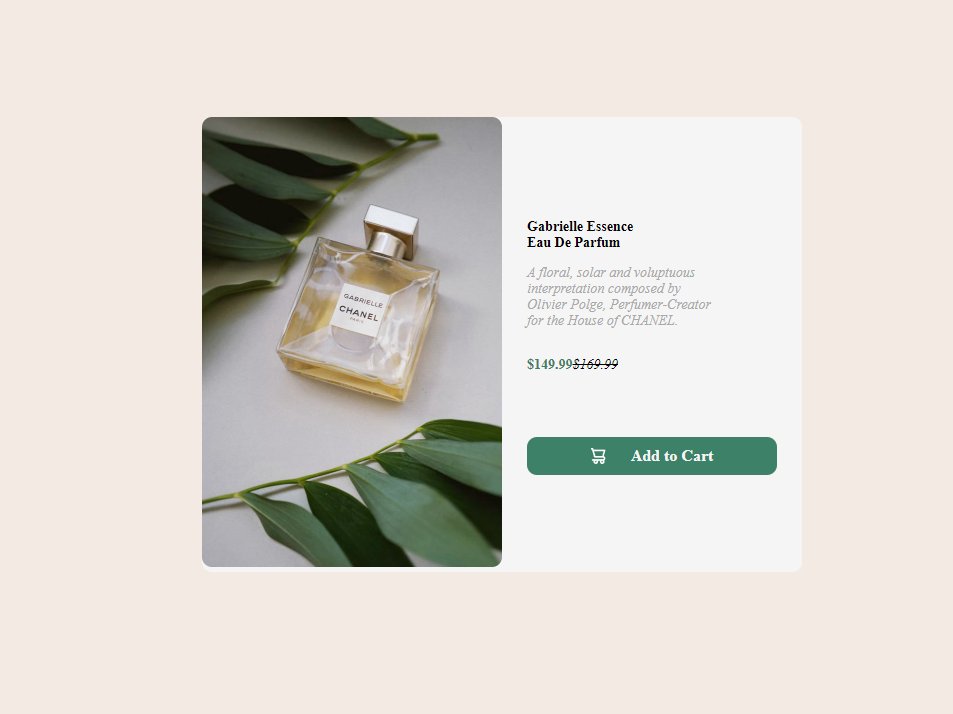 GABRIELLE
CHANEL
PARIS
Gabrielle Essence
Eau De Parfum
A floral, solar and voluptuous
interpretation composed by
Olivier Polge, Perfumer-Creator
for the House of CHANEL.
$149.99$169.99
Add to Cart